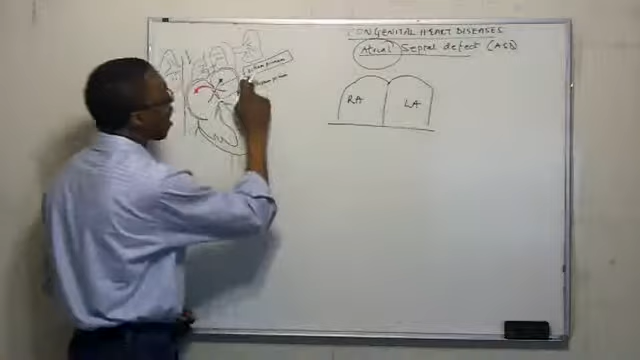 CONGENITAL HEART DISEASES
Atrial Septal defect (ASD)
RA
LA